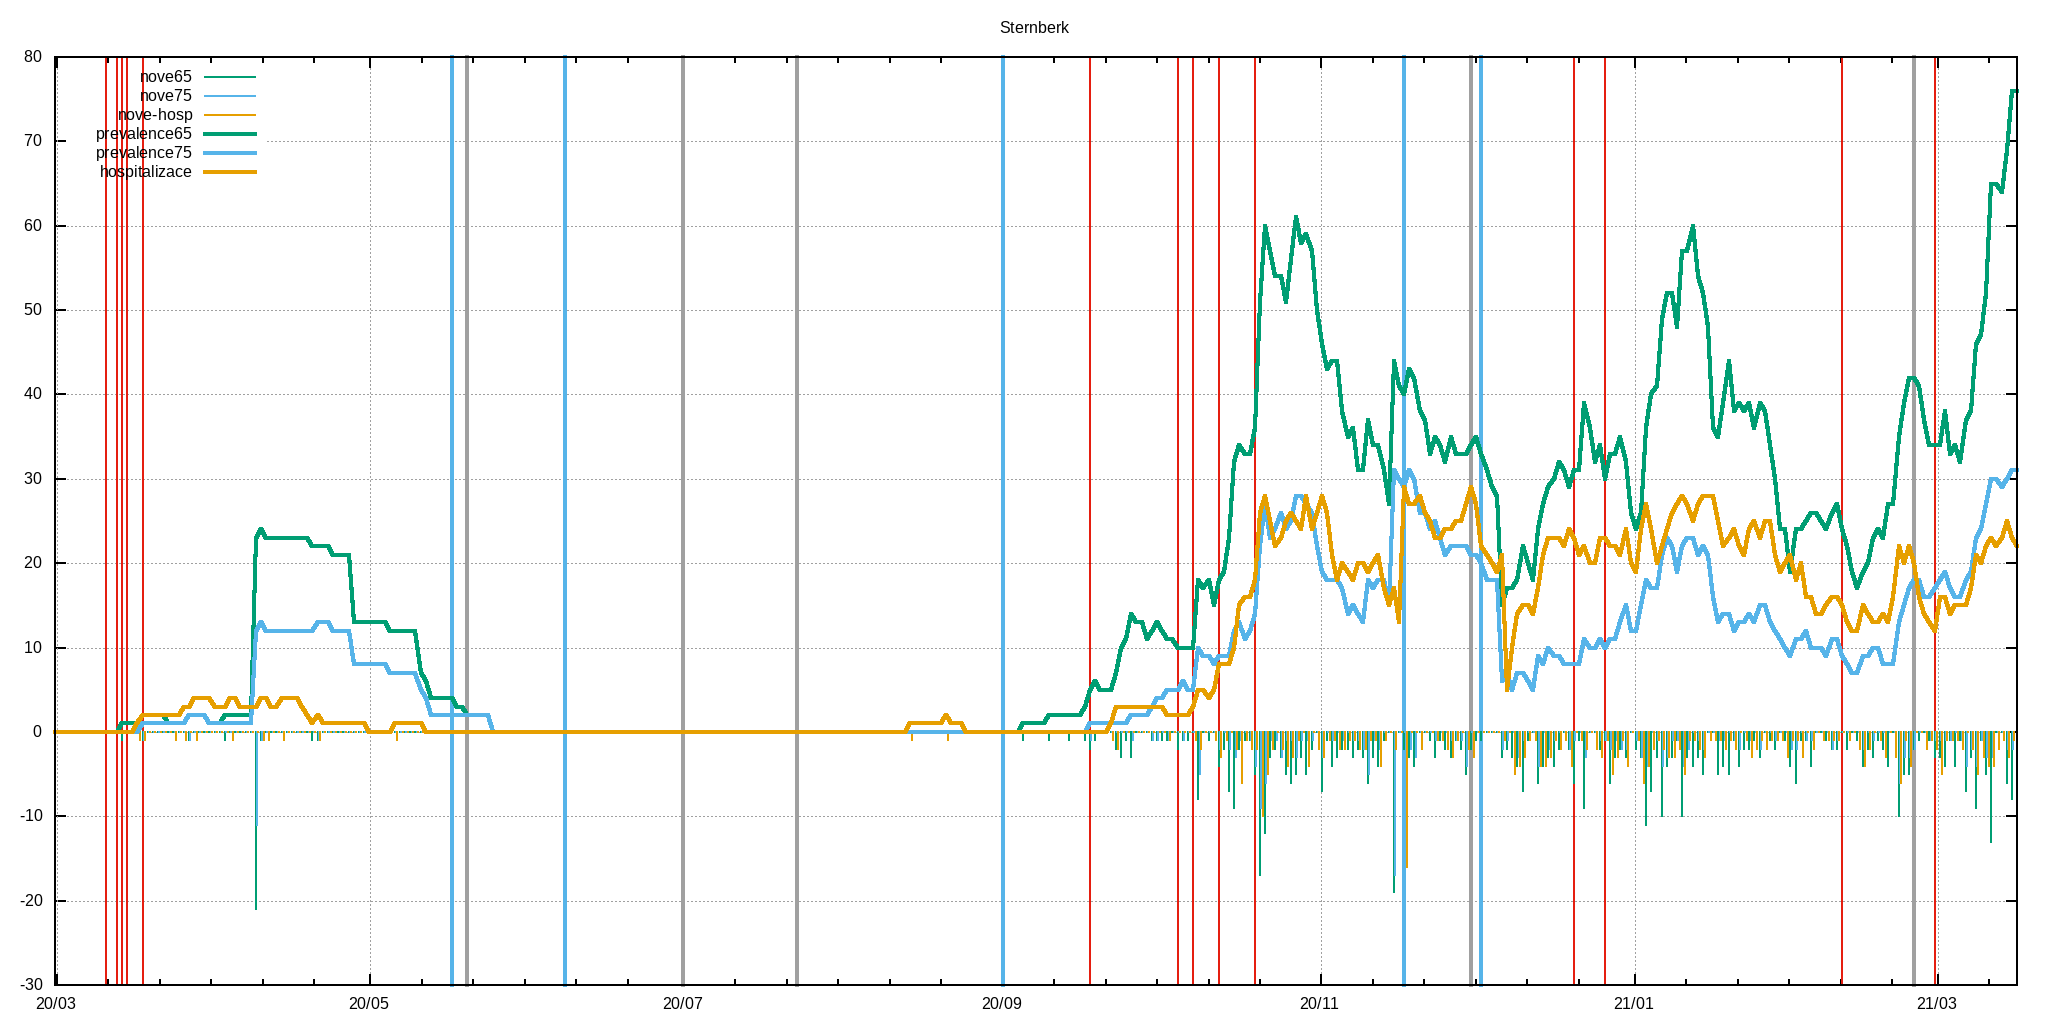 Sternberk
80
70
60
50
40
30
20
10
0
-10
-20
-30
nove65
nove75
nove-hosp
prevalence65
prevalence75
hospitalizace
20/03 20/05 20/07 20/09 20/11 21/01 21/03